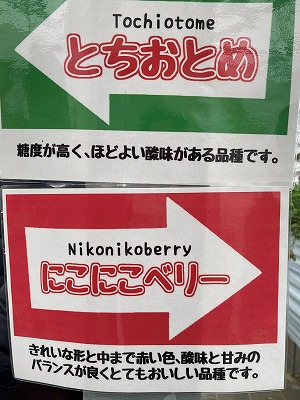 Tochiotome
とちおとめ
糖度が高く、ほどよい酸味がある品種です。
Nikonikoberry
にこにこベリー
きれいな形と中まで赤い色、酸味と甘みの
バランスが良くとてもおいしい品種です。